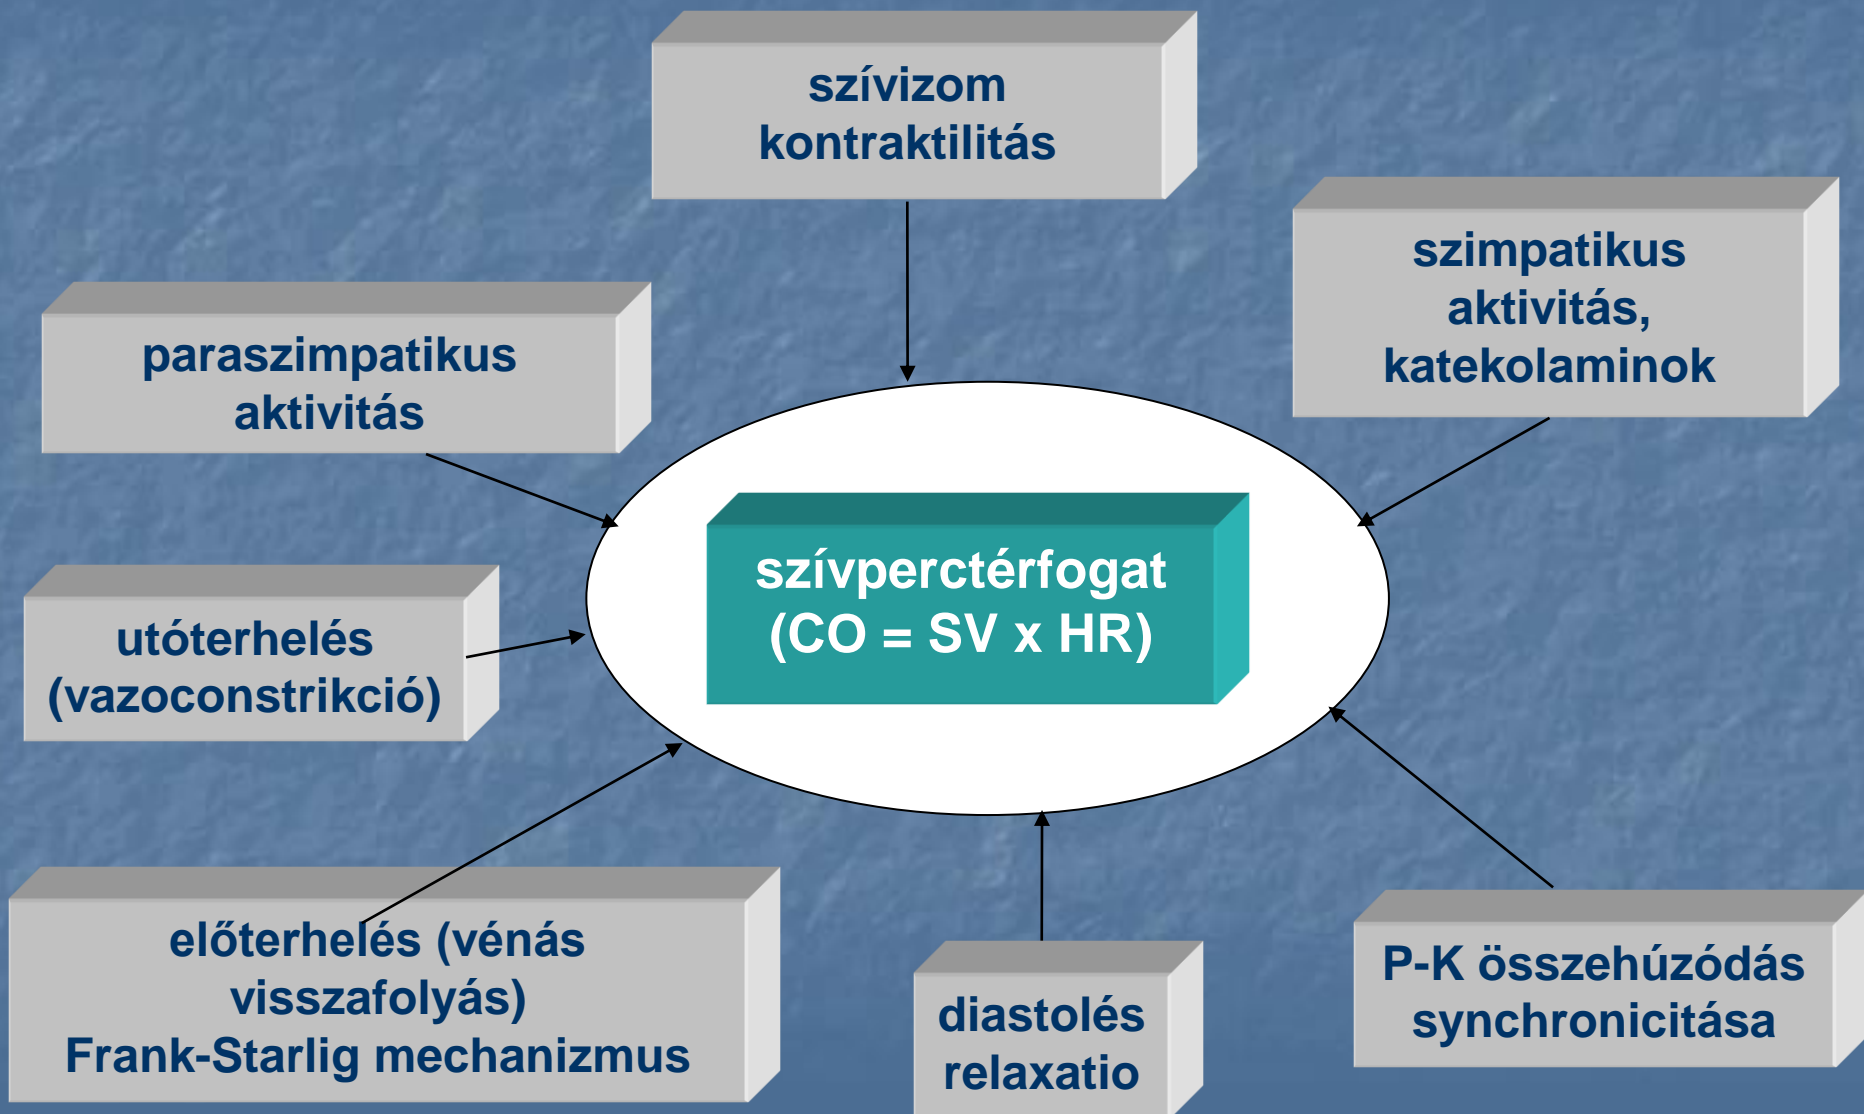 szívizom
kontraktilitás
szimpatikus
aktivitás,
katekolaminok
paraszimpatikus
aktivitás
szívperctérfogat
(CO = SV x HR)
utóterhelés
(vazoconstrikció)
előterhelés (vénás
visszafolyás)
Frank-Starlig mechanizmus
diastolés
relaxatio
P-K összehúzódás
synchronicitása